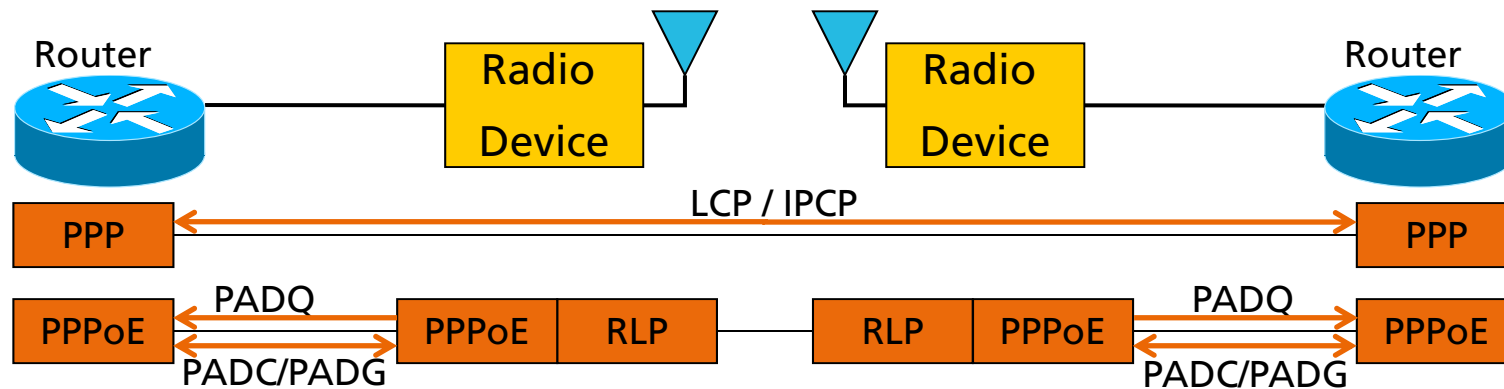 Router
Radio
Device
Radio
Device
Router
LCP / IPCP
PPP
PPP
PADQ
PADQ
PPPoE
PPPoE
RLP
RLP
PPPoE
PPPoE
PADC/PADG
PADC/PADG